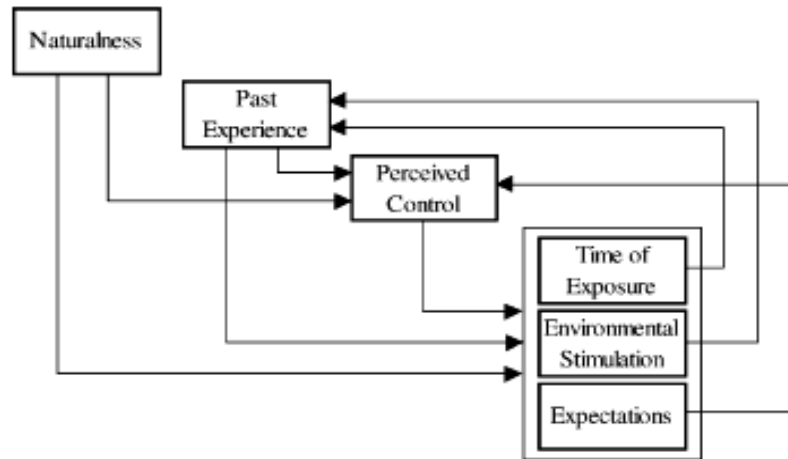 Naturalness
Past
Experience
Perceived
Control
Time of
Exposure
Environmental
Stimulation
Expectations